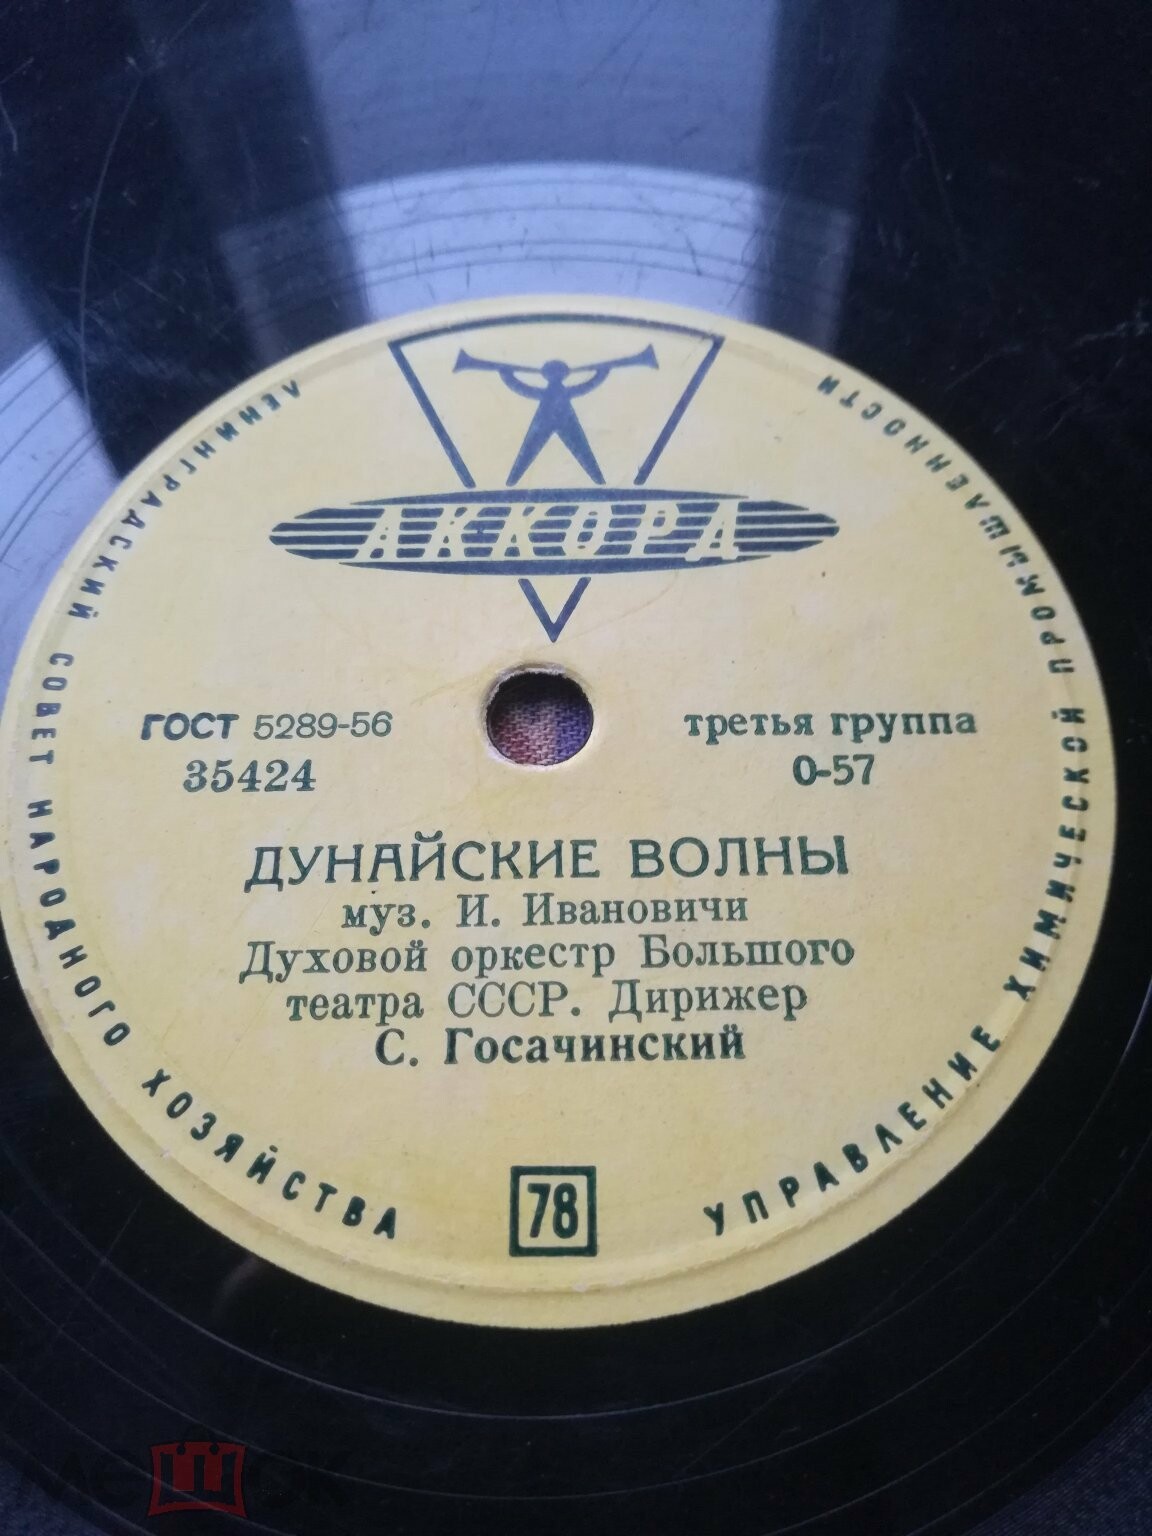 АККОРД
ЛЕНИНГРАДСКИЙ СОВЕТ НАРОДНОГО ХОЗЯЙСТВА
УПРАВЛЕНИЕ ХИМИЧЕСКОЙ ПРОМЫШЛЕННОСТИ
ГОСТ 5289-56
35424
третья группа
0-57
ДУНАЙСКИЕ ВОЛНЫ
муз. И. Ивановичи
Духовой оркестр Большого
театра СССР. Дирижер
С. Госачинский
78
мешок